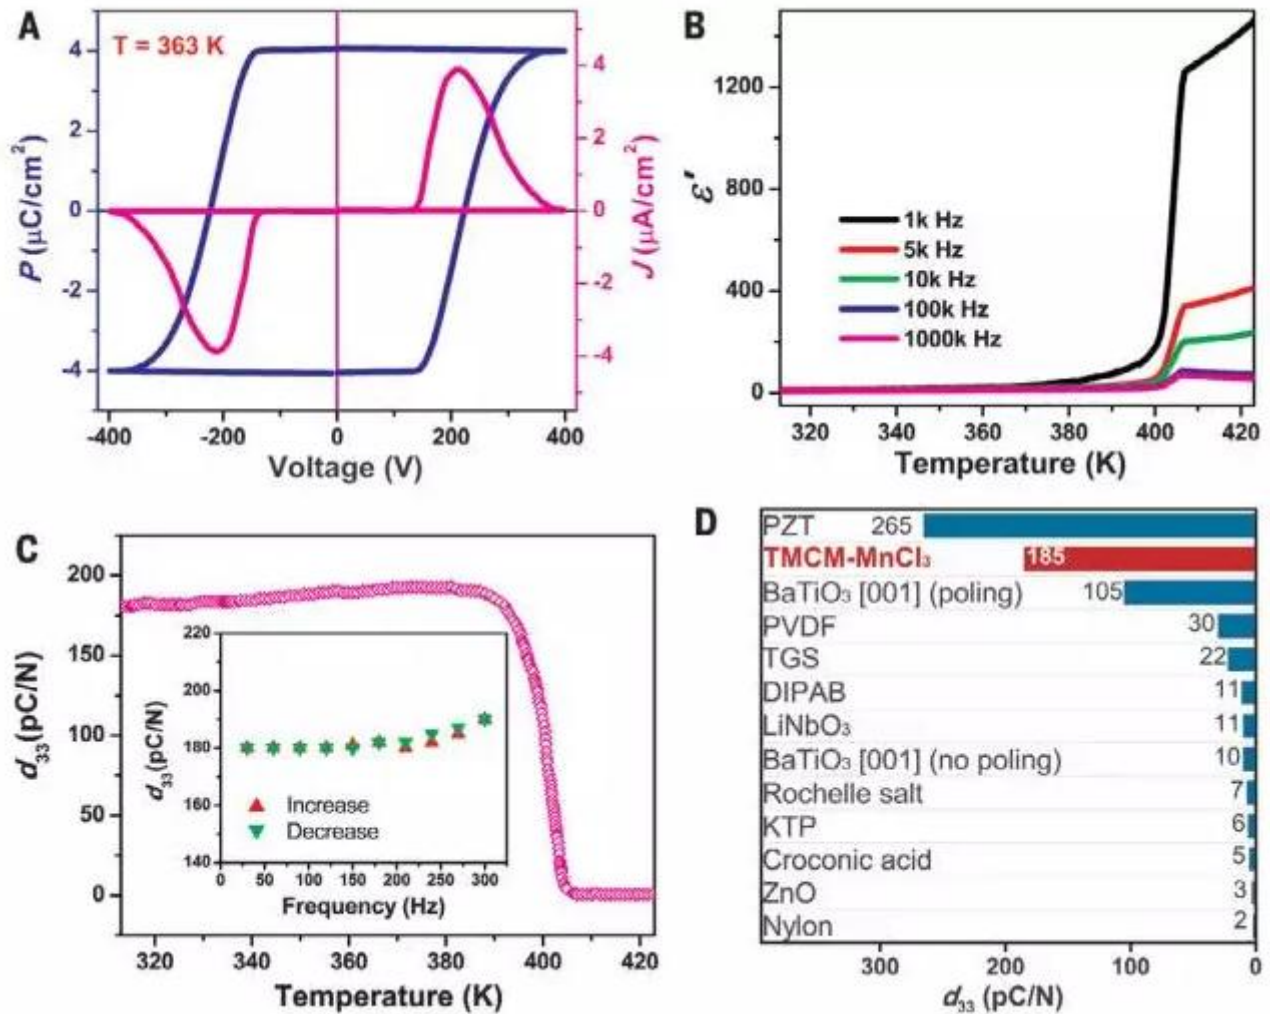 A
T = 363 K
P (μC/cm²)
4
2
0
-2
-4
J (μA/cm²)
4
2
0
-2
-4
-400 -200 0 200 400
Voltage (V)
B
ε'
1200
800
400
0
1k Hz
5k Hz
10k Hz
100k Hz
1000k Hz
320 340 360 380 400 420
Temperature (K)
C
d₃₃(pC/N)
200
150
100
50
0
d₃₃(pC/N)
220
200
180
160
140
Increase
Decrease
0 50 100 150 200 250 300
Frequency (Hz)
320 340 360 380 400 420
Temperature (K)
D
PZT 265
TMCM-MnCl₃ 185
BaTiO₃ [001] (poling) 105
PVDF 30
TGS 22
DIPAB 11
LiNbO₃ 11
BaTiO₃ [001] (no poling) 10
Rochelle salt 7
KTP 6
Croconic acid 5
ZnO 3
Nylon 2
300 200 100 0
d₃₃ (pC/N)